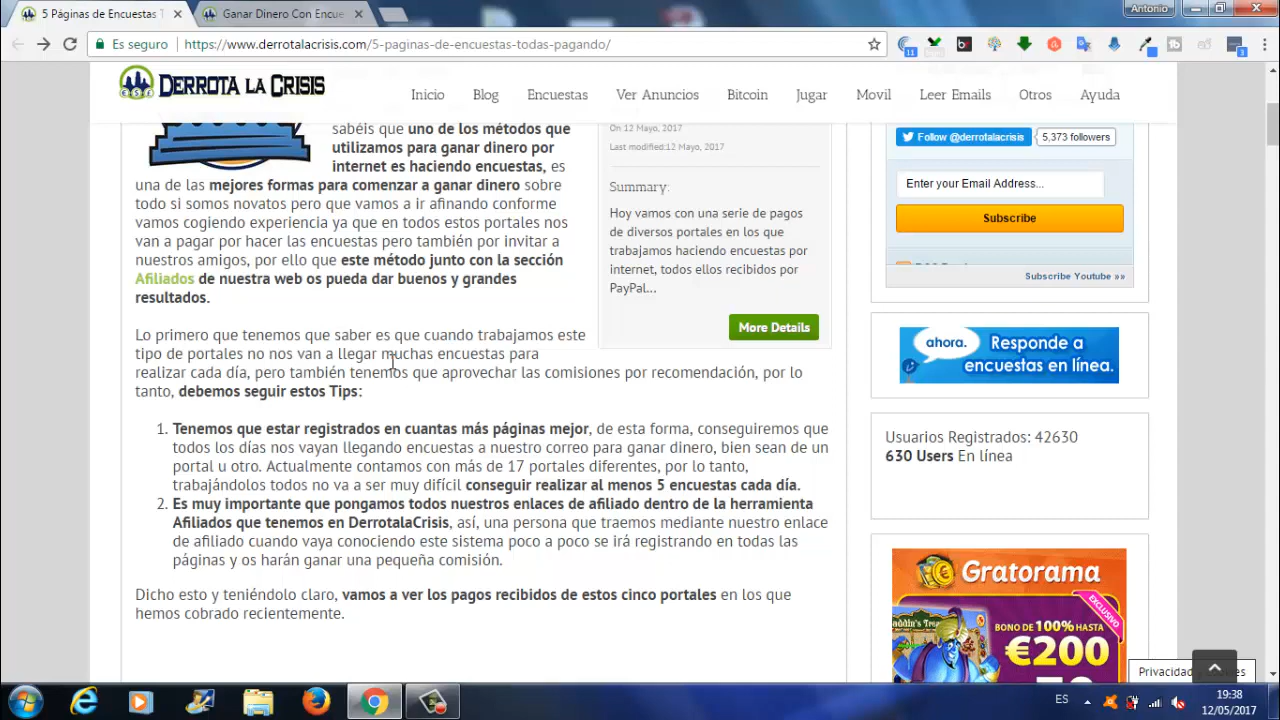 5 Páginas de Encuestas T
Ganar Dinero Con Encue
Antonio
Es seguro
https://www.derrotalacrisis.com/5-paginas-de-encuestas-todas-pagando/
11
3
DERROTA LA CRISIS
Inicio
Blog
Encuestas
Ver Anuncios
Bitcoin
Jugar
Movil
Leer Emails
Otros
Ayuda
sabéis que uno de los métodos que
utilizamos para ganar dinero por
internet es haciendo encuestas, es
una de las mejores formas para comenzar a ganar dinero sobre
todo si somos novatos pero que vamos a ir afinando conforme
vamos cogiendo experiencia ya que en todos estos portales nos
van a pagar por hacer las encuestas pero también por invitar a
nuestros amigos, por ello que este método junto con la sección
Afiliados de nuestra web os pueda dar buenos y grandes
resultados.
On 12 Mayo, 2017
Last modified:12 Mayo, 2017
Summary:
Hoy vamos con una serie de pagos
de diversos portales en los que
trabajamos haciendo encuestas por
internet, todos ellos recibidos por
PayPal...
More Details
Lo primero que tenemos que saber es que cuando trabajamos este
tipo de portales no nos van a llegar muchas encuestas para
realizar cada día, pero también tenemos que aprovechar las comisiones por recomendación, por lo
tanto, debemos seguir estos Tips:
1. Tenemos que estar registrados en cuantas más páginas mejor, de esta forma, conseguiremos que
todos los días nos vayan llegando encuestas a nuestro correo para ganar dinero, bien sean de un
portal u otro. Actualmente contamos con más de 17 portales diferentes, por lo tanto,
trabajándolos todos no va a ser muy difícil conseguir realizar al menos 5 encuestas cada día.
2. Es muy importante que pongamos todos nuestros enlaces de afiliado dentro de la herramienta
Afiliados que tenemos en DerrotalaCrisis, así, una persona que traemos mediante nuestro enlace
de afiliado cuando vaya conociendo este sistema poco a poco se irá registrando en todas las
páginas y os harán ganar una pequeña comisión.
Dicho esto y teniéndolo claro, vamos a ver los pagos recibidos de estos cinco portales en los que
hemos cobrado recientemente.
Follow @derrotalacrisis
5,373 followers
Enter your Email Address...
Subscribe
Subscribe Youtube »»
ahora.
Responde a
encuestas en línea
Usuarios Registrados: 42630
630 Users En línea
Gratorama
EXCLUSIVO
BONO DE 100% HASTA
€200
Privacidad y cookies
ES
19:38
12/05/2017